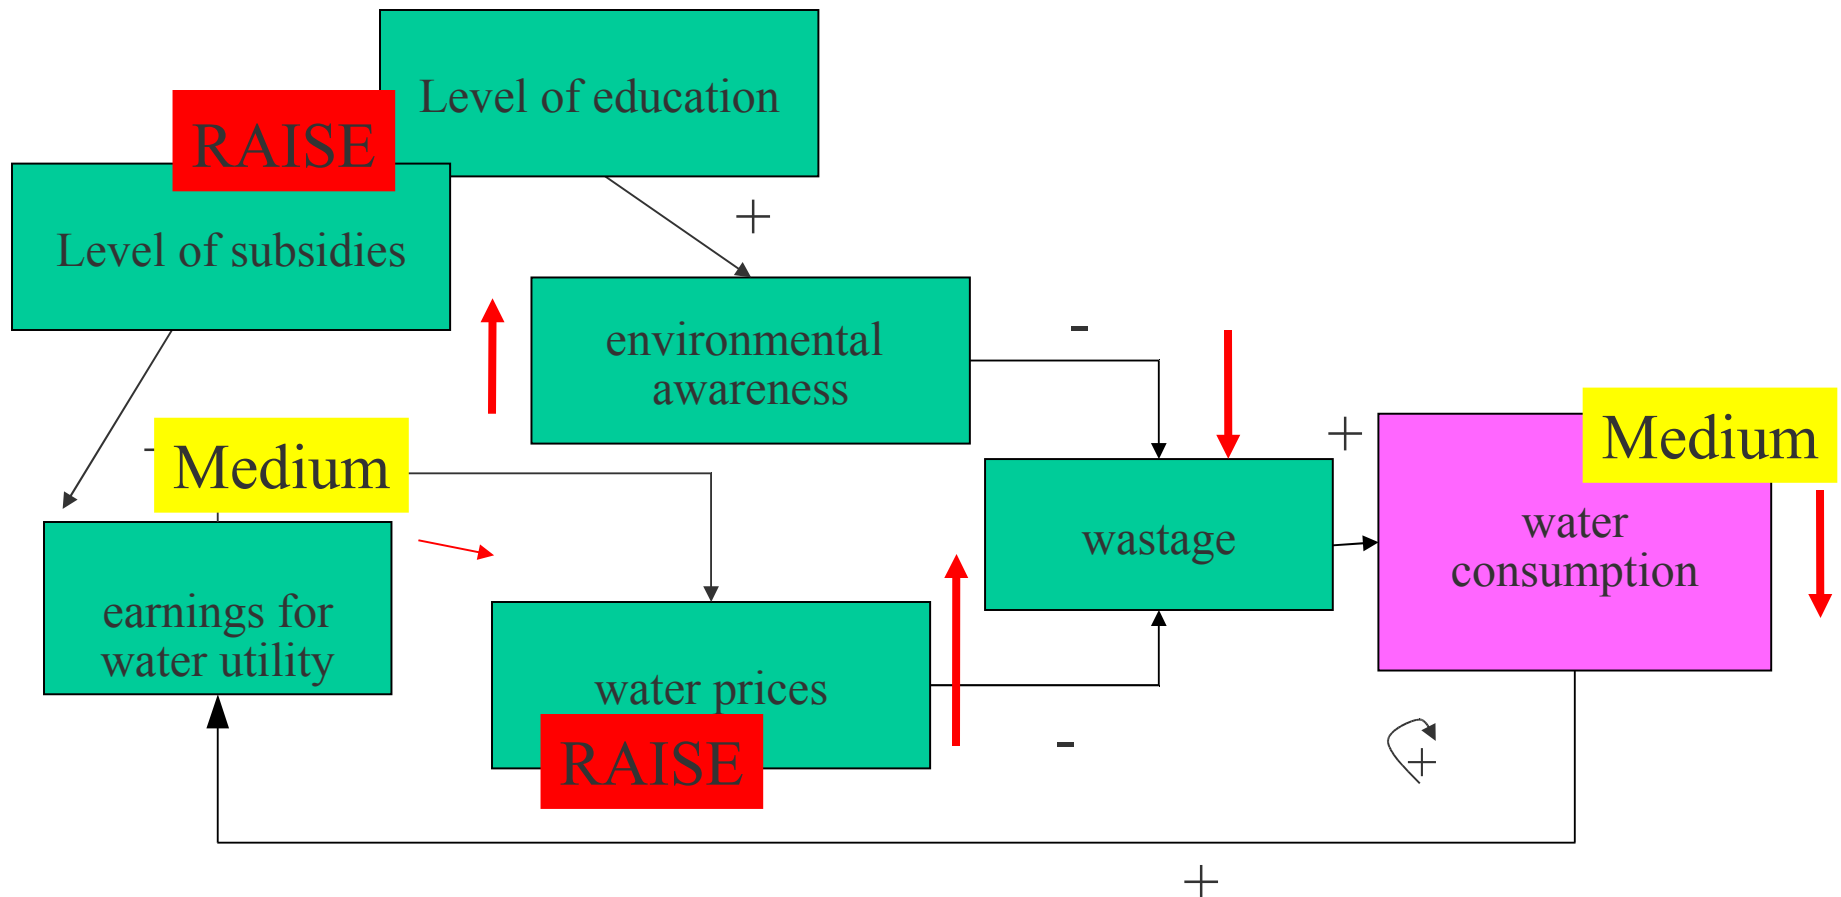 Level of education
RAISE
Level of subsidies
+
environmental
awareness
-
+
Medium
-
Medium
water
consumption
wastage
earnings for
water utility
water prices
RAISE
-
+
+